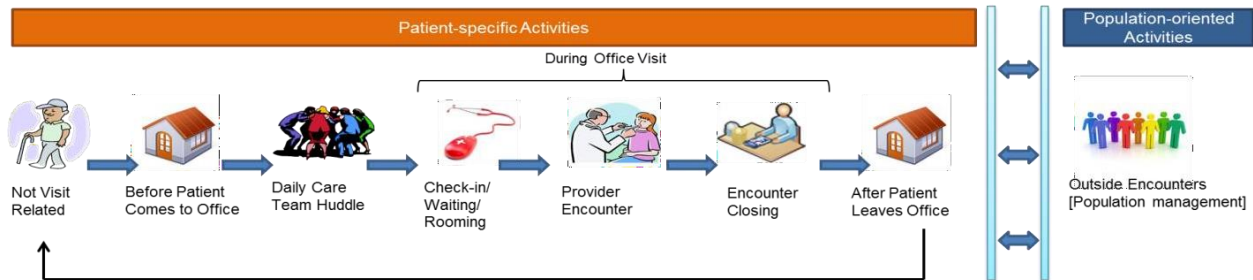 Patient-specific Activities
Population-oriented
Activities
During Office Visit
Not Visit
Related
Before Patient
Comes to Office
Daily Care
Team Huddle
Check-in/
Waiting/
Rooming
Provider
Encounter
Encounter
Closing
After Patient
Leaves Office
Outside Encounters
[Population management]